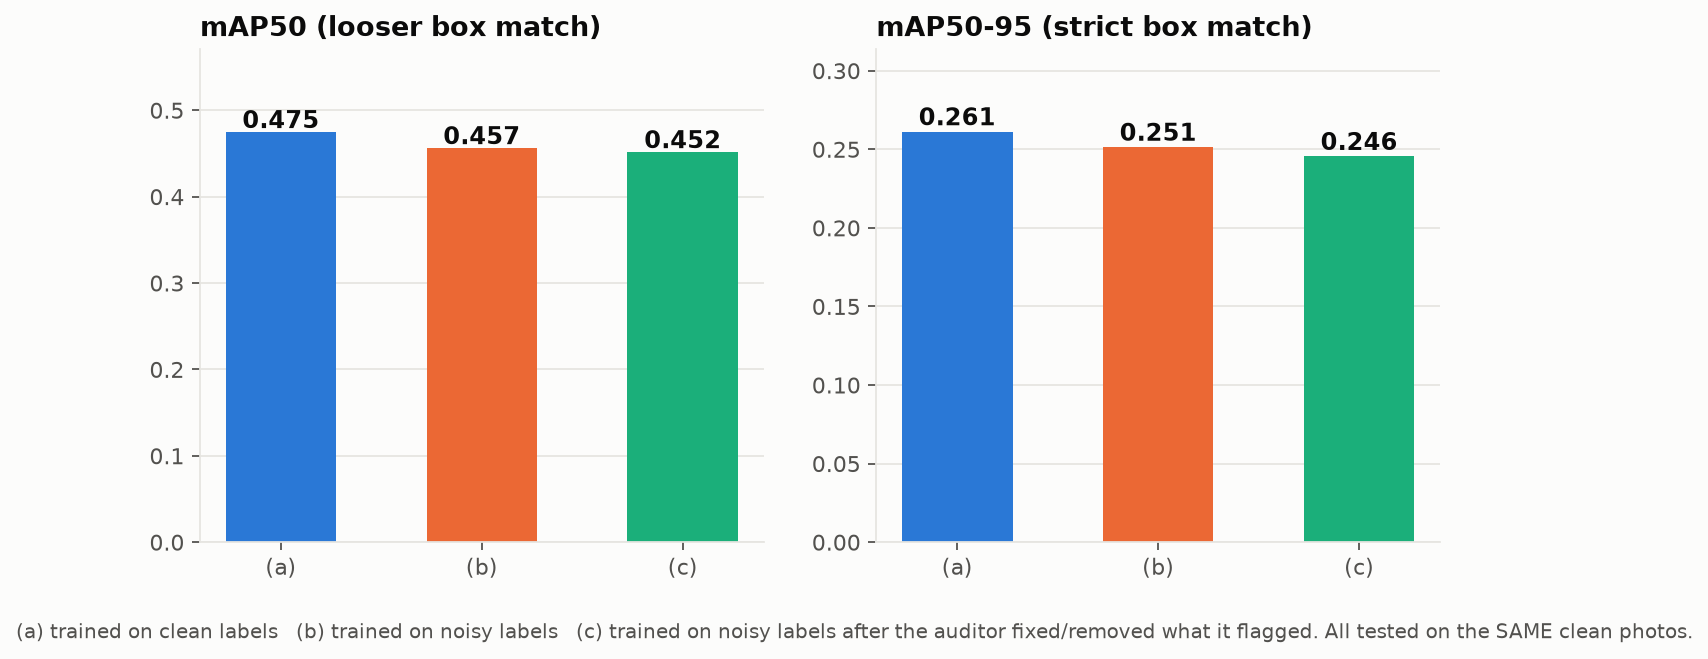 mAP50 (looser box match)
0.5
0.4
0.3
0.2
0.1
0.0
0.475
0.457
0.452
(a)
(b)
(c)
mAP50-95 (strict box match)
0.30
0.25
0.20
0.15
0.10
0.05
0.00
0.261
0.251
0.246
(a)
(b)
(c)
(a) trained on clean labels (b) trained on noisy labels (c) trained on noisy labels after the auditor fixed/removed what it flagged. All tested on the SAME clean photos.